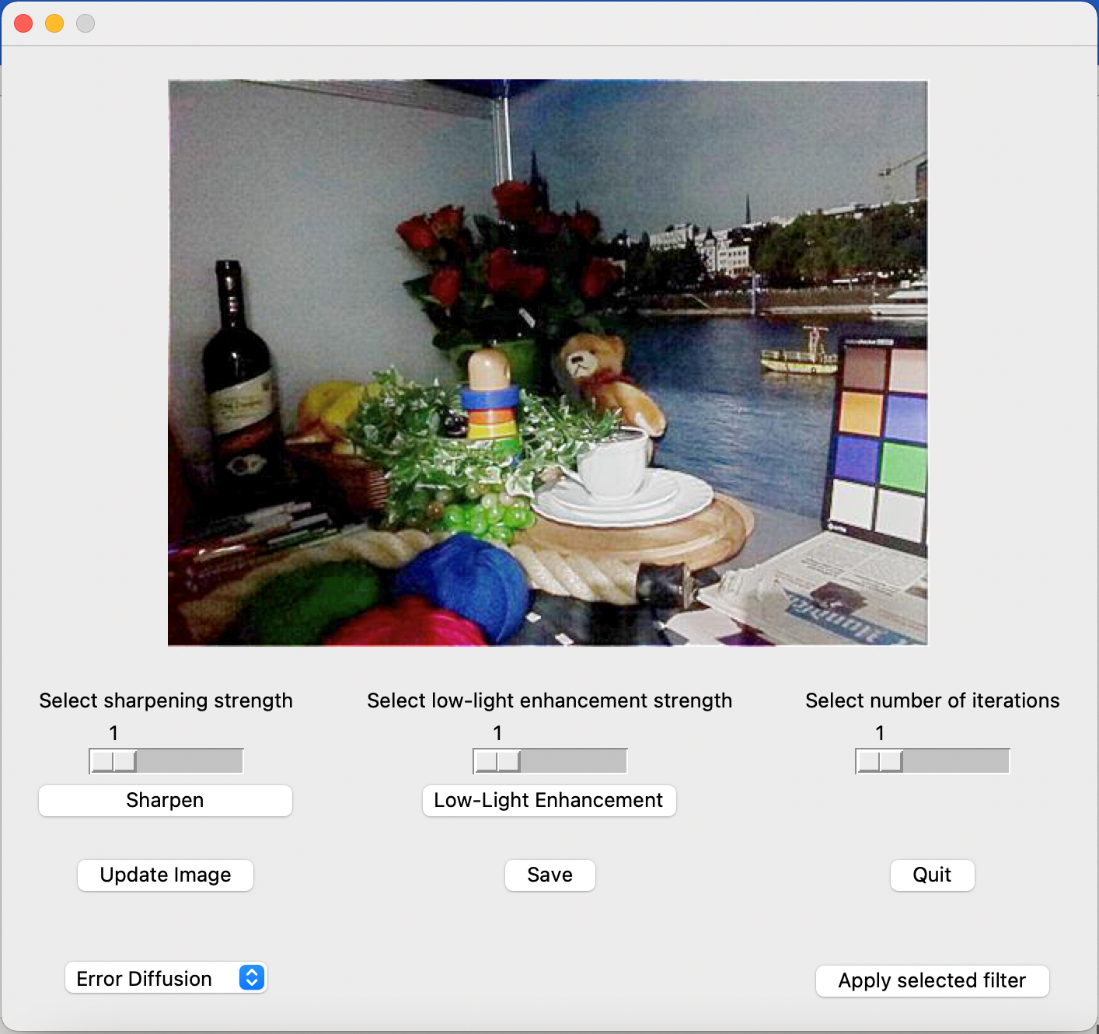 Select sharpening strength
Select low-light enhancement strength
Select number of iterations
1
1
1
Sharpen
Low-Light Enhancement
Update Image
Save
Quit
Error Diffusion
Apply selected filter